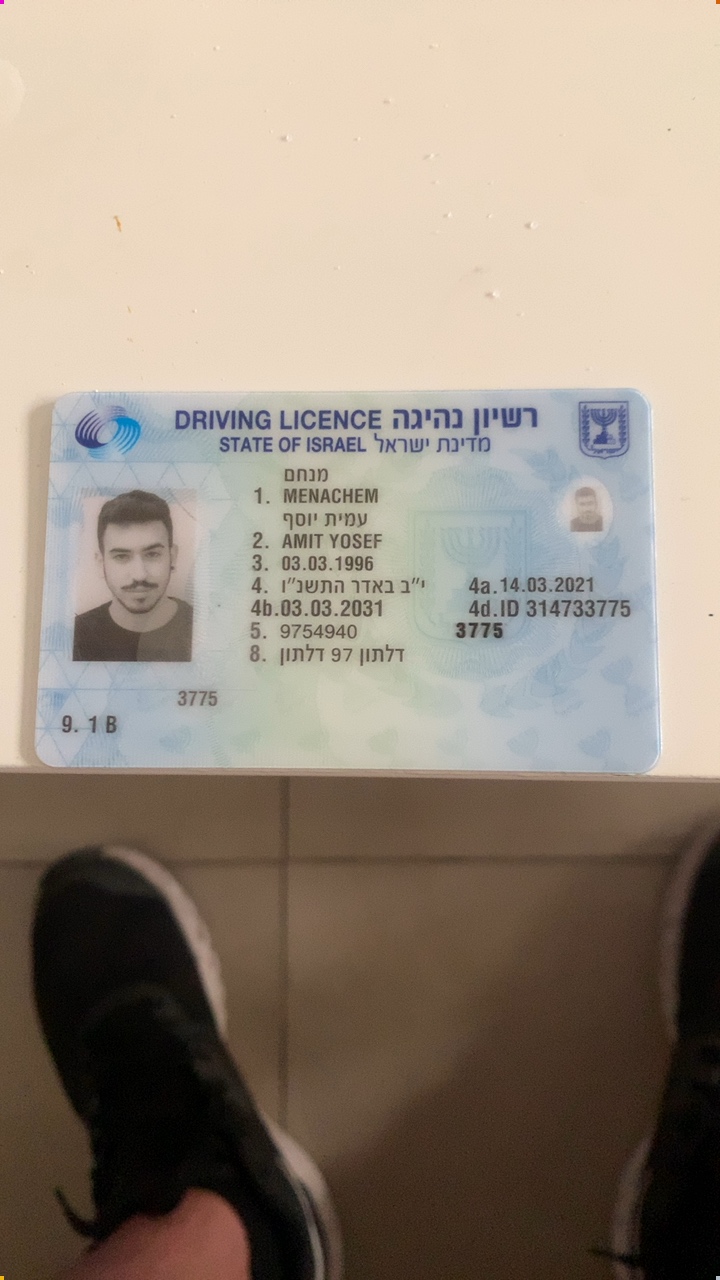 DRIVING LICENCE רשיון נהיגה
STATE OF ISRAEL מדינת ישראל
מנחם
1. MENACHEM
עמית יוסף
2. AMIT YOSEF
3. 03.03.1996
4. י"ב באדר התשנ"ו 4a.14.03.2021
4b.03.03.2031 4d.ID 314733775
5. 9754940 3775
8. דלתון 97 דלתון
3775
9. 1 B